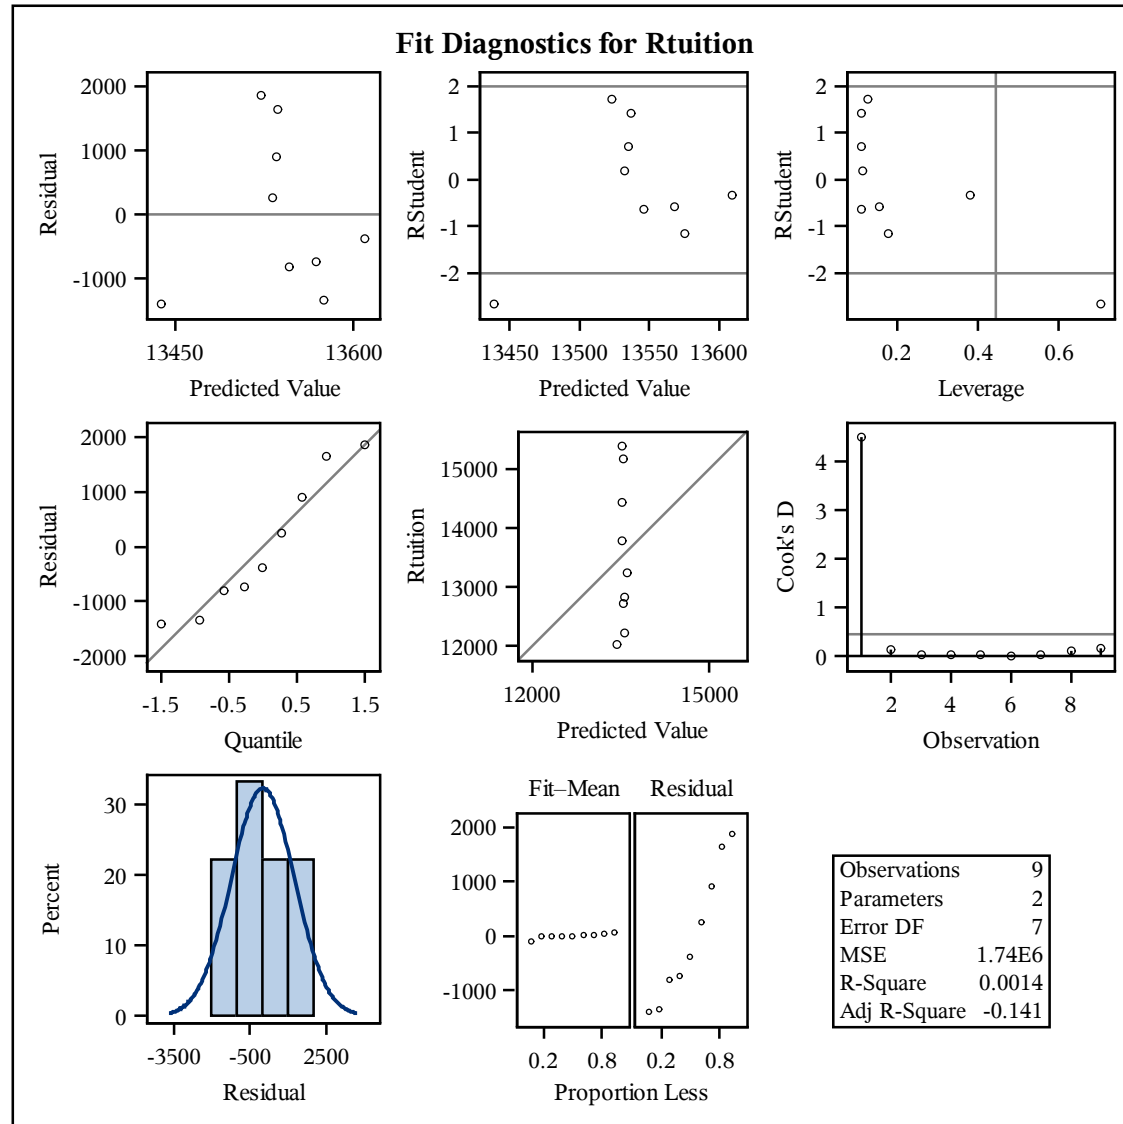 Fit Diagnostics for Rtuition
2000
1000
0
-1000
Residual
13450
13600
Predicted Value
2
1
0
-1
-2
RStudent
13450
13500
13550
13600
Predicted Value
2
1
0
-1
-2
RStudent
0.2
0.4
0.6
Leverage
2000
1000
0
-1000
-2000
Residual
-1.5
-0.5
0.5
1.5
Quantile
15000
14000
13000
12000
Rtuition
12000
15000
Predicted Value
4
3
2
1
0
Cook's D
2
4
6
8
Observation
30
20
10
0
Percent
-3500
-500
2500
Residual
Fit–Mean
Residual
2000
1000
0
-1000
0.2
0.8
0.2
0.8
Proportion Less
Observations 9
Parameters 2
Error DF 7
MSE 1.74E6
R-Square 0.0014
Adj R-Square -0.141